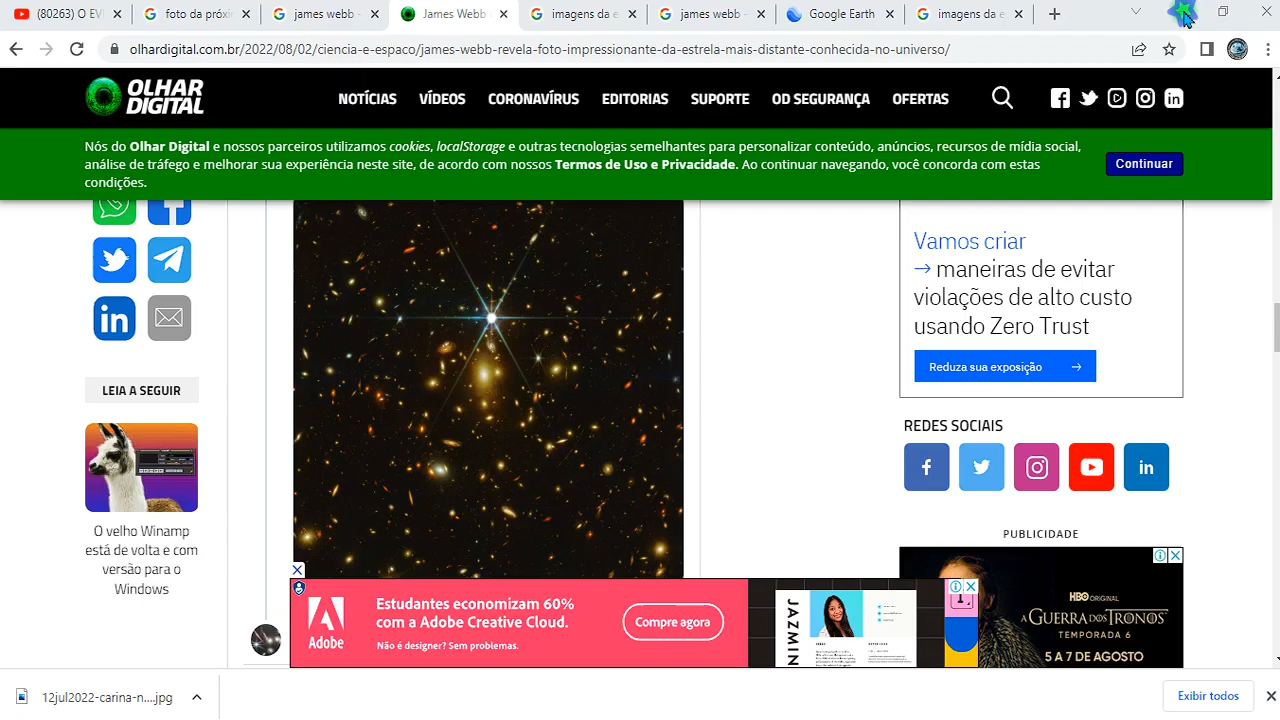 (80263) O EVI
foto da próxin
james webb -
James Webb
imagens da e
james webb -
Google Earth
imagens da e
olhardigital.com.br/2022/08/02/ciencia-e-espaco/james-webb-revela-foto-impressionante-da-estrela-mais-distante-conhecida-no-universo/
OLHAR
DIGITAL
NOTÍCIAS VÍDEOS CORONAVÍRUS EDITORIAS SUPORTE OD SEGURANÇA OFERTAS
Nós do Olhar Digital e nossos parceiros utilizamos cookies, localStorage e outras tecnologias semelhantes para personalizar conteúdo, anúncios, recursos de mídia social,
análise de tráfego e melhorar sua experiência neste site, de acordo com nossos Termos de Uso e Privacidade. Ao continuar navegando, você concorda com estas
condições.
Continuar
LEIA A SEGUIR
O velho Winamp
está de volta e com
versão para o
Windows
Vamos criar
→ maneiras de evitar
violações de alto custo
usando Zero Trust
Reduza sua exposição →
REDES SOCIAIS
PUBLICIDADE
HBO ORIGINAL
A GUERRA DOS TRONOS
TEMPORADA 6
5 A 7 DE AGOSTO
Adobe
Estudantes economizam 60%
com a Adobe Creative Cloud.
Não é designer? Sem problemas.
Compre agora
JAZMIN
12jul2022-carina-n....jpg
Exibir todos